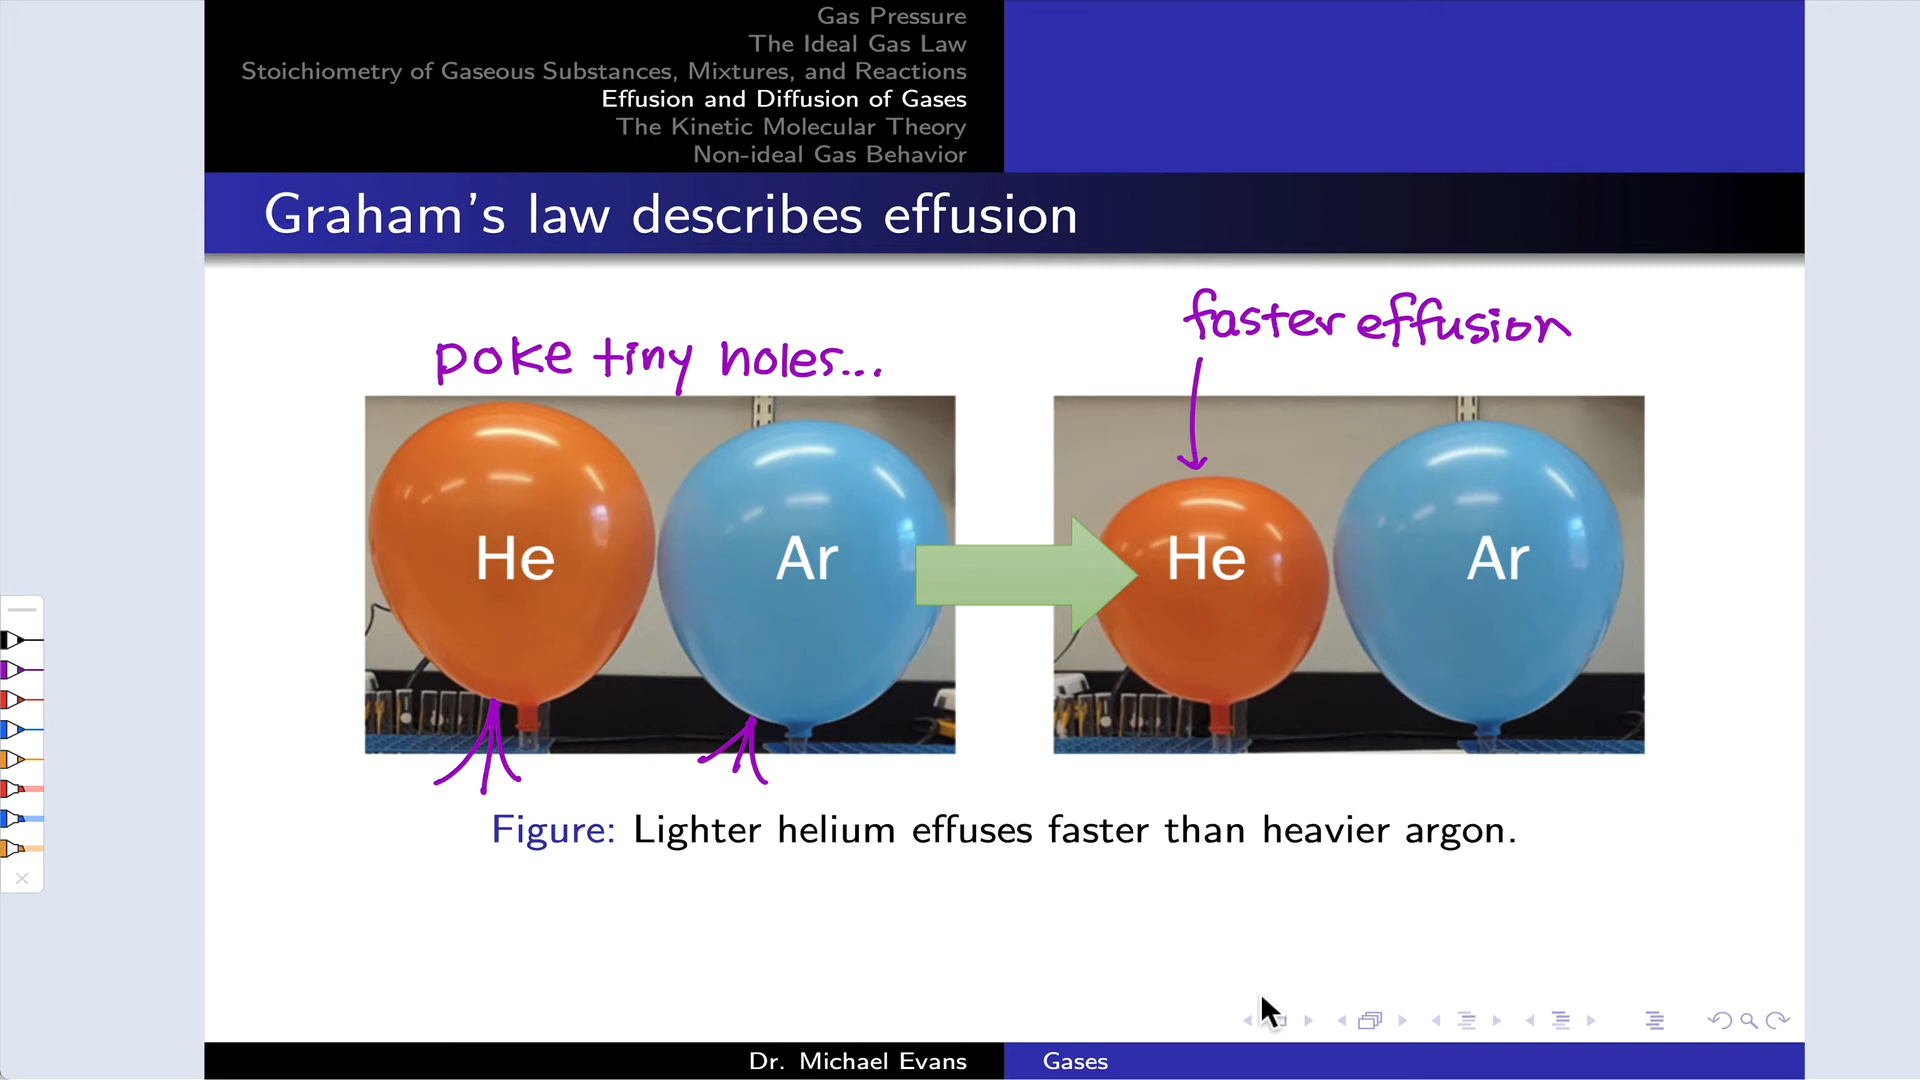 Gas Pressure
The Ideal Gas Law
Stoichiometry of Gaseous Substances, Mixtures, and Reactions
Effusion and Diffusion of Gases
The Kinetic Molecular Theory
Non-ideal Gas Behavior
Graham's law describes effusion
poke tiny holes...
faster effusion
He
Ar
He
Ar
Figure: Lighter helium effuses faster than heavier argon.
Dr. Michael Evans
Gases